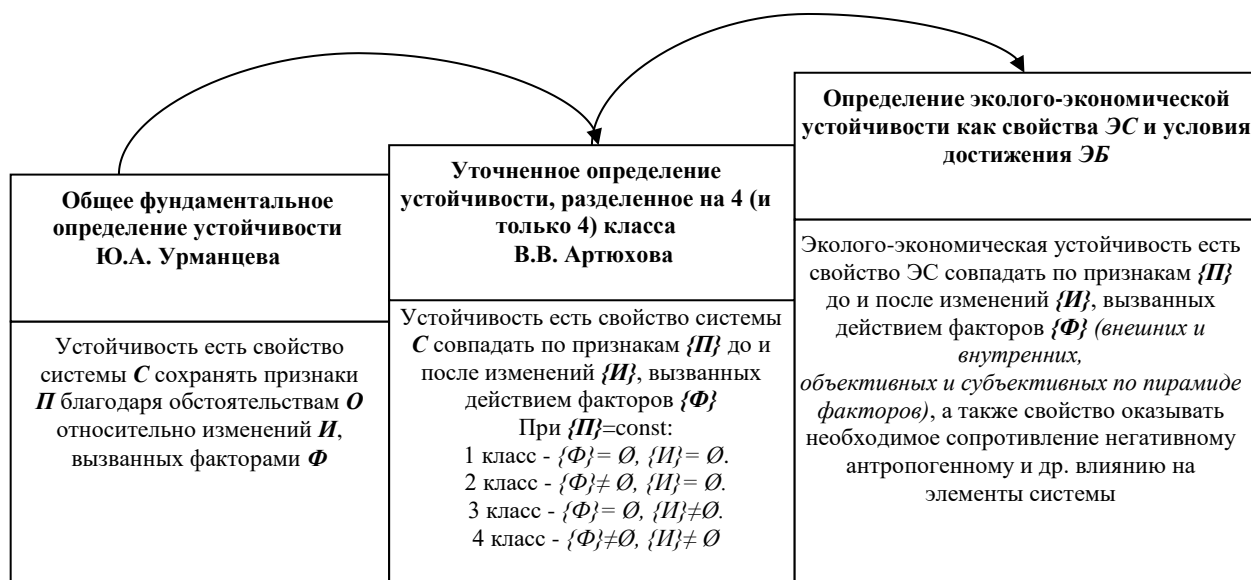 Общее фундаментальное
определение устойчивости
Ю.А. Урманцева
Устойчивость есть свойство
системы С сохранять признаки
П благодаря обстоятельствам О
относительно изменений И,
вызванных факторами Ф
Уточненное определение
устойчивости, разделенное на 4 (и
только 4) класса
В.В. Артюхова
Устойчивость есть свойство системы
С совпадать по признакам {П} до и
после изменений {И}, вызванных
действием факторов {Ф}
При {П}=const:
1 класс - {Ф}= Ø, {И}= Ø.
2 класс - {Ф}≠ Ø, {И}= Ø.
3 класс - {Ф}= Ø, {И}≠Ø.
4 класс - {Ф}≠Ø, {И}≠ Ø
Определение эколого-экономической
устойчивости как свойства ЭС и условия
достижения ЭБ
Эколого-экономическая устойчивость есть
свойство ЭС совпадать по признакам {П}
до и после изменений {И}, вызванных
действием факторов {Ф} (внешних и
внутренних,
объективных и субъективных по пирамиде
факторов), а также свойство оказывать
необходимое сопротивление негативному
антропогенному и др. влиянию на
элементы системы